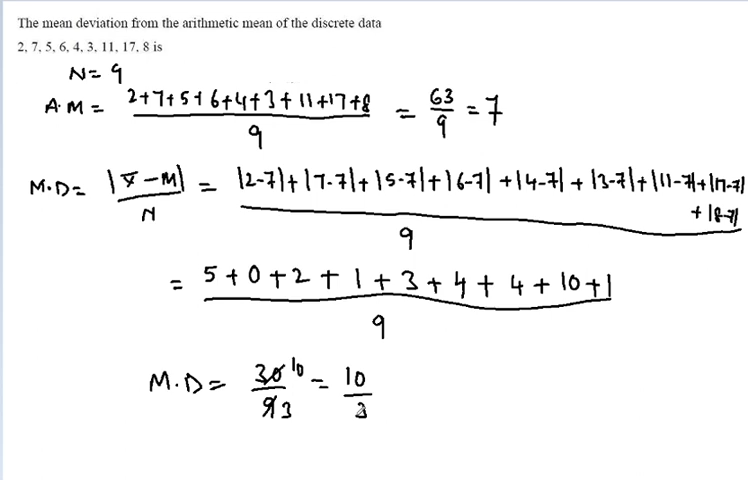 The mean deviation from the arithmetic mean of the discrete data
2, 7, 5, 6, 4, 3, 11, 17, 8 is
N = 9
A.M = 2+7+5+6+4+3+11+17+8 / 9 = 63/9 = 7
M.D = |x̄ - M| / N = |2-7|+|7-7|+|5-7|+|6-7|+|4-7|+|3-7|+|11-7|+|17-7|
+|8-7|
9
= 5+0+2+1+3+4+4+10+1 / 9
M.D = 30 10 / 9 3 = 10/3